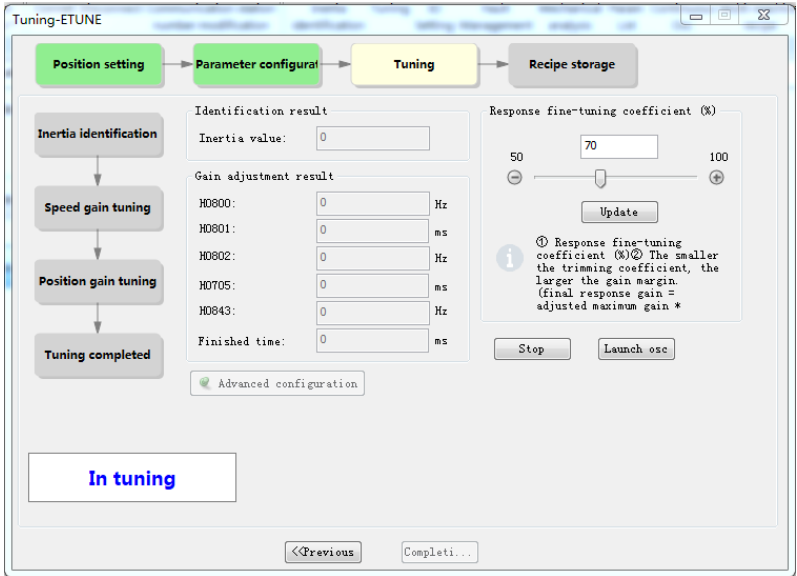 Tuning-ETUNE
Position setting
Parameter configurat
Tuning
Recipe storage
Inertia identification
Speed gain tuning
Position gain tuning
Tuning completed
Identification result
Inertia value:
0
Gain adjustment result
H0800:
0
Hz
H0801:
0
ms
H0802:
0
Hz
H0705:
0
ms
H0843:
0
Hz
Finished time:
0
ms
Advanced configuration
Response fine-tuning coefficient (%)
70
50
100
Update
① Response fine-tuning
coefficient (%)② The smaller
the trimming coefficient, the
larger the gain margin.
(final response gain =
adjusted maximum gain *
Stop
Launch osc
In tuning
<<Previous
Completi...